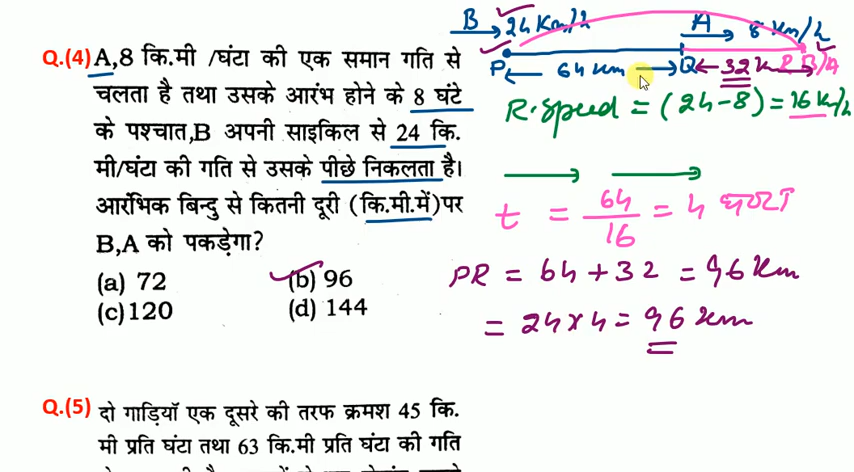 B 24 Km/h A 8 Km/h
Q.(4) A, 8 कि.मी /घंटा की एक समान गति से
चलता है तथा उसके आरंभ होने के 8 घंटे
के पश्चात, B अपनी साइकिल से 24 कि.
मी/घंटा की गति से उसके पीछे निकलता है।
आरंभिक बिन्दु से कितनी दूरी (कि.मी.में) पर
B, A को पकड़ेगा?
(a) 72 (b) 96
(c) 120 (d) 144
P 64 Km Q 32 K R B/A
R. Speed = (24-8) = 16 Km/h
t = 64/16 = 4 घण्टा
PR = 64 + 32 = 96 Km
= 24 × 4 = 96 Km
Q.(5) दो गाड़ियाँ एक दूसरे की तरफ क्रमश 45 कि.
मी प्रति घंटा तथा 63 कि.मी प्रति घंटा की गति